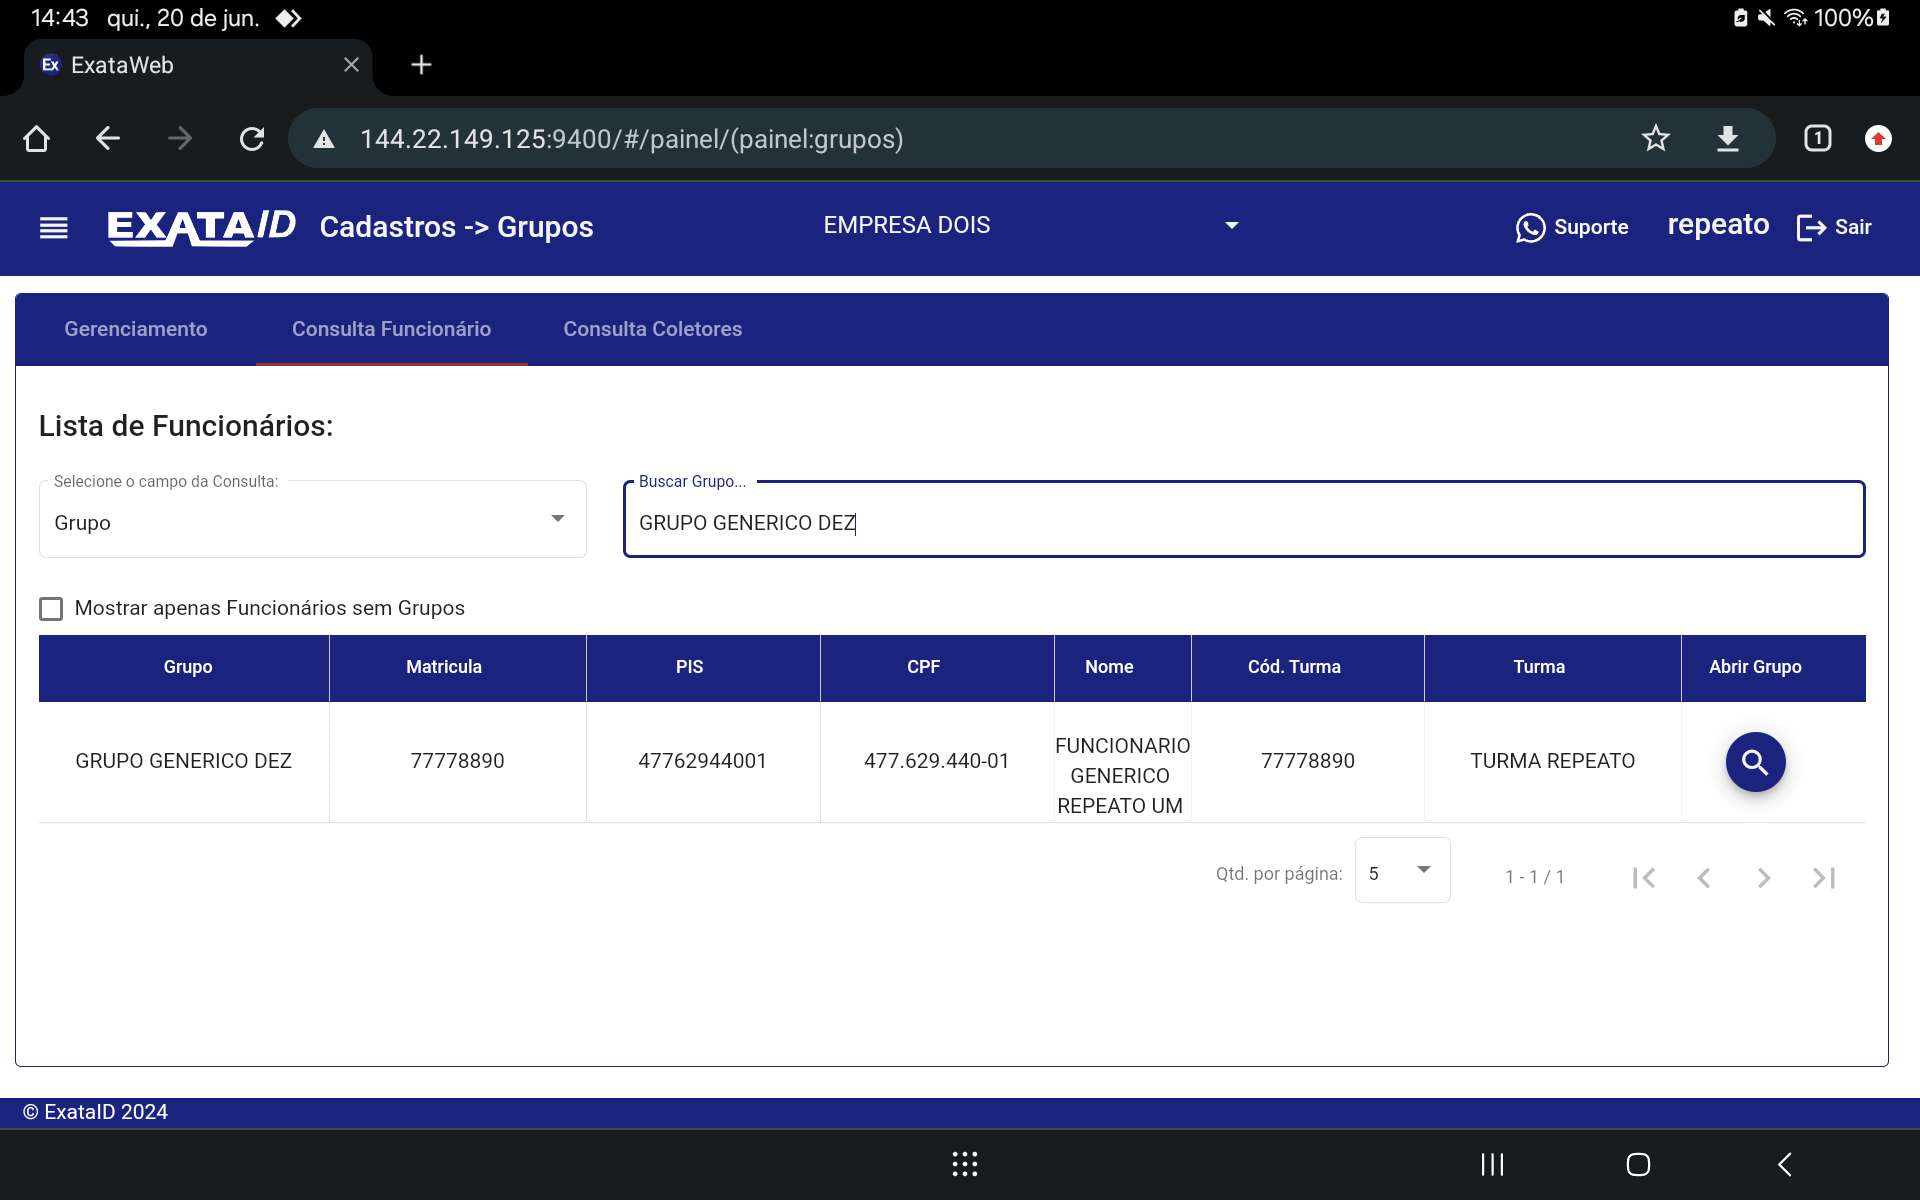 14:43 qui., 20 de jun. 100%
Ex ExataWeb
144.22.149.125:9400/#/painel/(painel:grupos) 1
EXATAID Cadastros -> Grupos EMPRESA DOIS Suporte repeato Sair
Gerenciamento Consulta Funcionário Consulta Coletores
Lista de Funcionários:
Selecione o campo da Consulta: Buscar Grupo...
Grupo GRUPO GENERICO DEZ
Mostrar apenas Funcionários sem Grupos
Grupo Matricula PIS CPF Nome Cód. Turma Turma Abrir Grupo
GRUPO GENERICO DEZ 77778890 47762944001 477.629.440-01 FUNCIONARIO GENERICO REPEATO UM 77778890 TURMA REPEATO
Qtd. por página: 5 1 - 1 / 1
© ExataID 2024